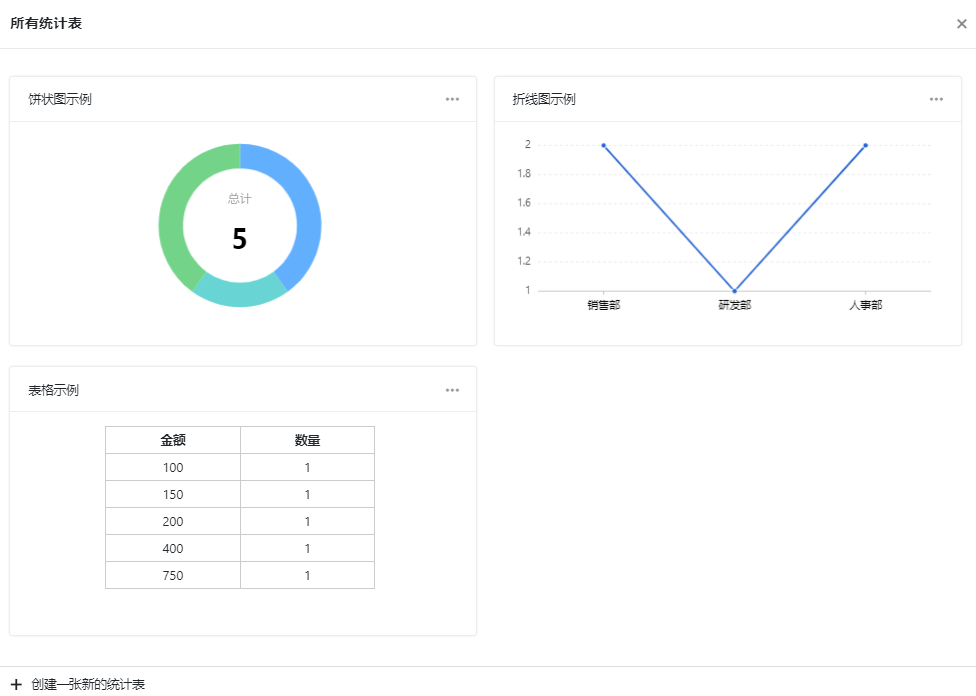 所有统计表
饼状图示例
总计
5
折线图示例
2
1.8
1.6
1.4
1.2
1
销售部 研发部 人事部
表格示例
金额 数量
100 1
150 1
200 1
400 1
750 1
创建一张新的统计表